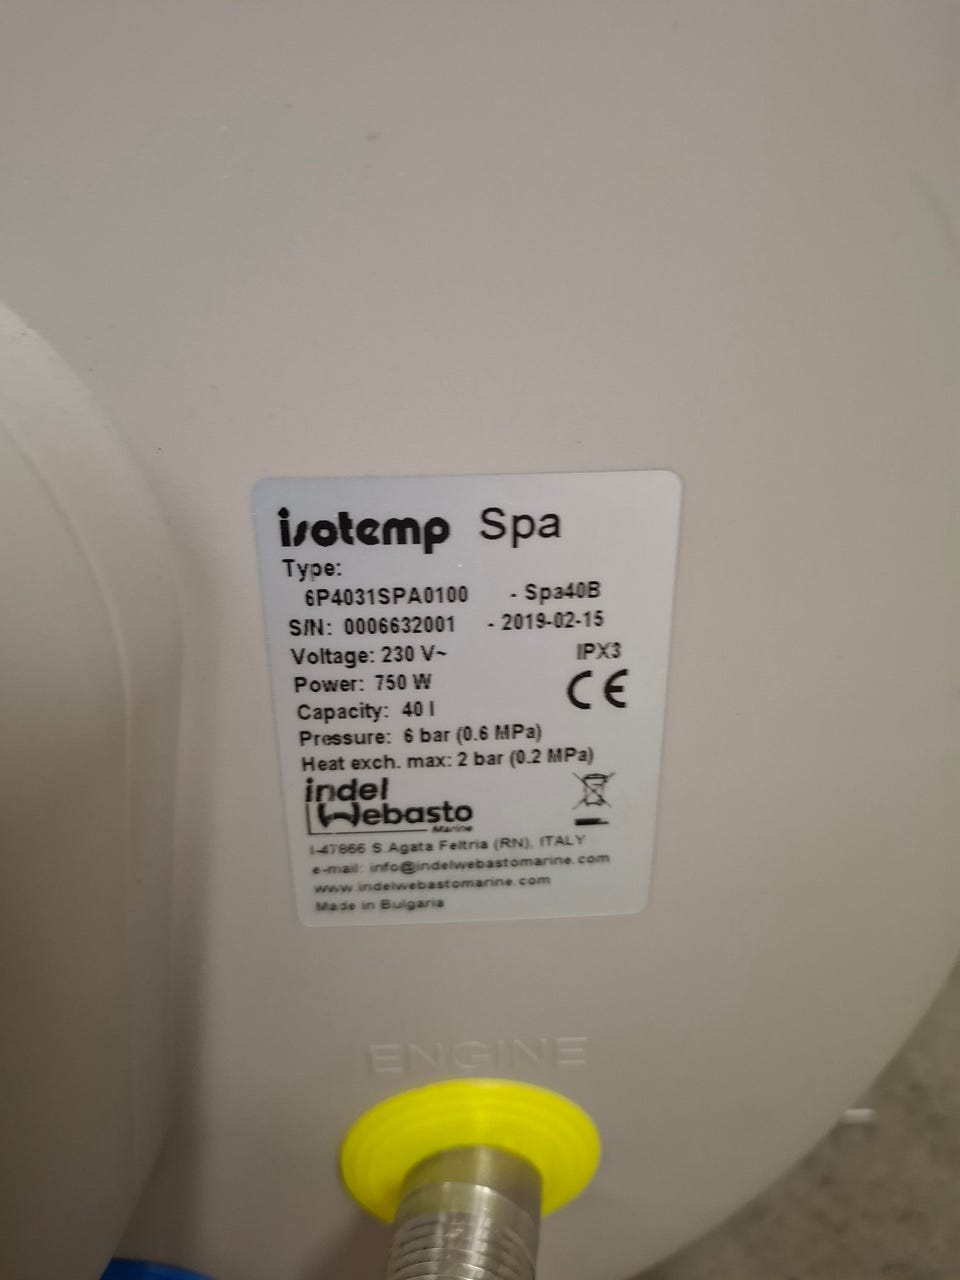 isotemp Spa
Type:
6P4031SPA0100 - Spa40B
S/N: 0006632001 - 2019-02-15
Voltage: 230 V~ IPX3
Power: 750 W CE
Capacity: 40 l
Pressure: 6 bar (0.6 MPa)
Heat exch. max: 2 bar (0.2 MPa)
indel
Webasto
Marine
I-47866 S.Agata Feltria (RN), ITALY
e-mail: info@indelwebastomarine.com
www.indelwebastomarine.com
Made in Bulgaria
ENGINE